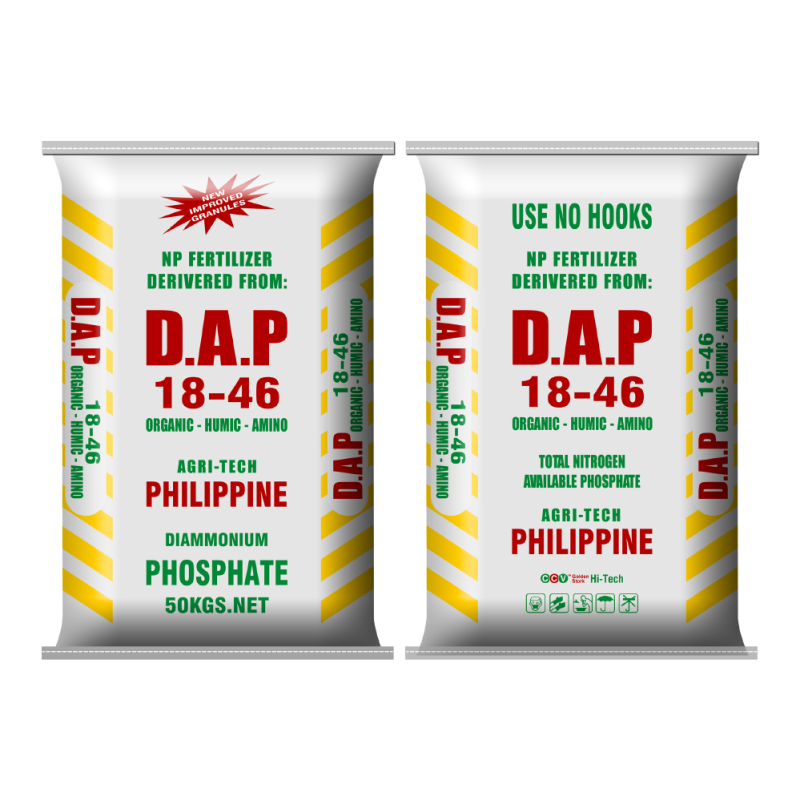 NEW
IMPROVED
GRANULES
NP FERTILIZER
DERIVERED FROM:
D.A.P
18-46
ORGANIC - HUMIC - AMINO
AGRI-TECH
PHILIPPINE
DIAMMONIUM
PHOSPHATE
50KGS.NET
D.A.P
18-46
ORGANIC - HUMIC - AMINO
D.A.P
18-46
ORGANIC - HUMIC - AMINO
USE NO HOOKS
NP FERTILIZER
DERIVERED FROM:
D.A.P
18-46
ORGANIC - HUMIC - AMINO
TOTAL NITROGEN
AVAILABLE PHOSPHATE
AGRI-TECH
PHILIPPINE
CCV™ Golden Stork Hi-Tech
D.A.P
18-46
ORGANIC - HUMIC - AMINO
D.A.P
18-46
ORGANIC - HUMIC - AMINO